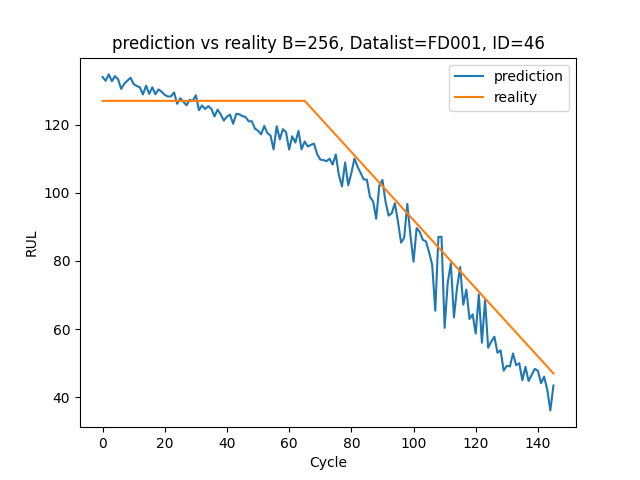 prediction vs reality B=256, Datalist=FD001, ID=46
prediction
reality
RUL
120
100
80
60
40
0 20 40 60 80 100 120 140
Cycle